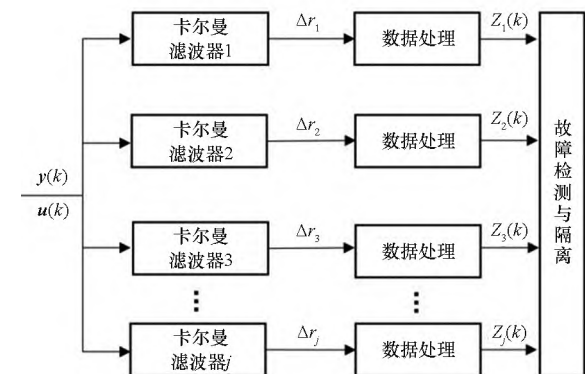 卡尔曼
滤波器1
Δr₁
数据处理
Z₁(k)
卡尔曼
滤波器2
Δr₂
数据处理
Z₂(k)
y(k)
u(k)
卡尔曼
滤波器3
Δr₃
数据处理
Z₃(k)
⋮
⋮
卡尔曼
滤波器j
Δrⱼ
数据处理
Zⱼ(k)
故障检测与隔离